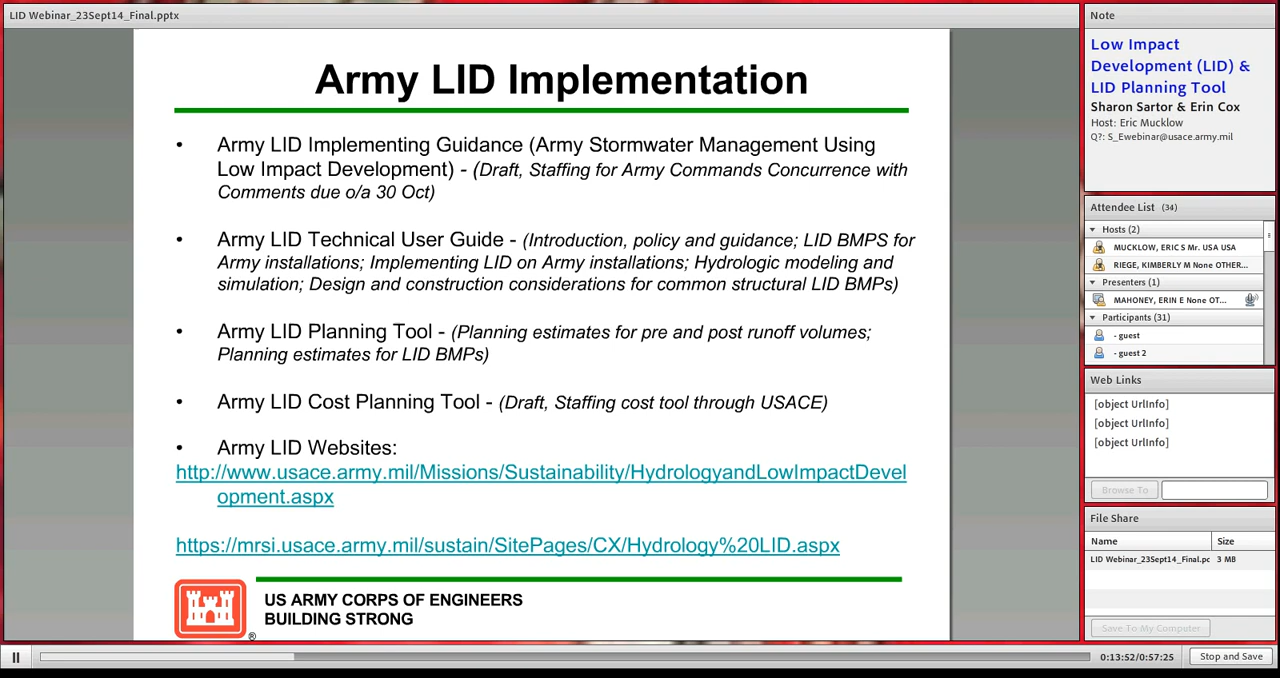 LID Webinar_23Sept14_Final.pptx
Army LID Implementation
• Army LID Implementing Guidance (Army Stormwater Management Using
Low Impact Development) - (Draft, Staffing for Army Commands Concurrence with
Comments due o/a 30 Oct)
• Army LID Technical User Guide - (Introduction, policy and guidance; LID BMPS for
Army installations; Implementing LID on Army installations; Hydrologic modeling and
simulation; Design and construction considerations for common structural LID BMPs)
• Army LID Planning Tool - (Planning estimates for pre and post runoff volumes;
Planning estimates for LID BMPs)
• Army LID Cost Planning Tool - (Draft, Staffing cost tool through USACE)
• Army LID Websites:
http://www.usace.army.mil/Missions/Sustainability/HydrologyandLowImpactDevel
opment.aspx
https://mrsi.usace.army.mil/sustain/SitePages/CX/Hydrology%20LID.aspx
®
US ARMY CORPS OF ENGINEERS
BUILDING STRONG
Note
Low Impact
Development (LID) &
LID Planning Tool
Sharon Sartor & Erin Cox
Host: Eric Mucklow
Q?: S_Ewebinar@usace.army.mil
Attendee List (34)
Hosts (2)
MUCKLOW, ERIC S Mr. USA USA
RIEGE, KIMBERLY M None OTHER...
Presenters (1)
MAHONEY, ERIN E None OT...
Participants (31)
- guest
- guest 2
Web Links
[object UrlInfo]
[object UrlInfo]
[object UrlInfo]
Browse To
File Share
Name Size
LID Webinar_23Sept14_Final.pc 3 MB
Save To My Computer
0:13:52/0:57:25 Stop and Save